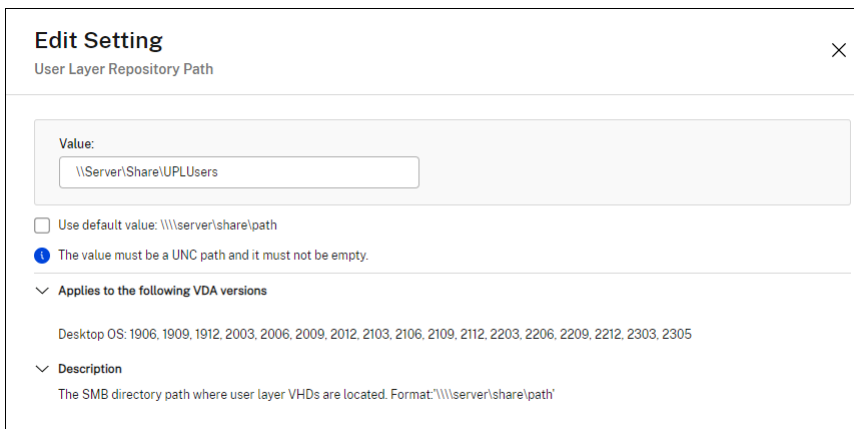 Edit Setting
User Layer Repository Path
Value:
\\Server\Share\UPLUsers
Use default value: \\\\server\share\path
The value must be a UNC path and it must not be empty.
Applies to the following VDA versions
Desktop OS: 1906, 1909, 1912, 2003, 2006, 2009, 2012, 2103, 2106, 2109, 2112, 2203, 2206, 2209, 2212, 2303, 2305
Description
The SMB directory path where user layer VHDs are located. Format:'\\\\server\share\path'